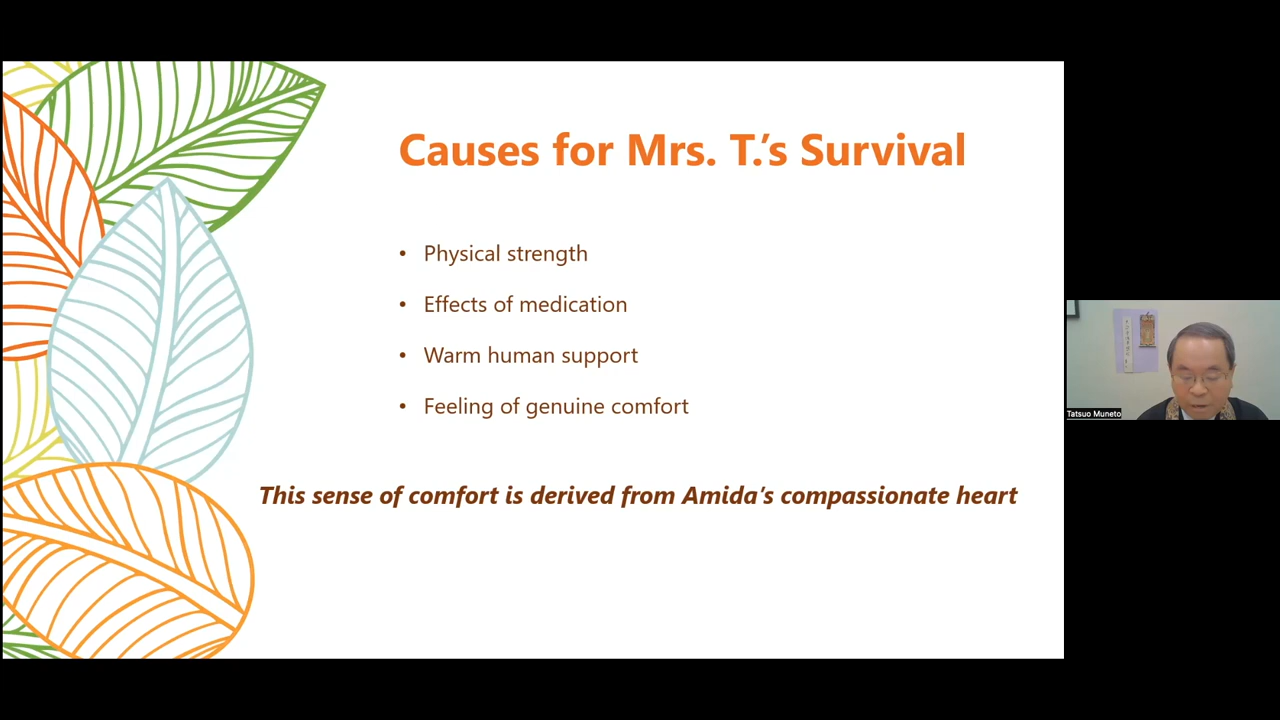 Causes for Mrs. T.’s Survival
• Physical strength
• Effects of medication
• Warm human support
• Feeling of genuine comfort
This sense of comfort is derived from Amida’s compassionate heart
Tatsuo Muneto